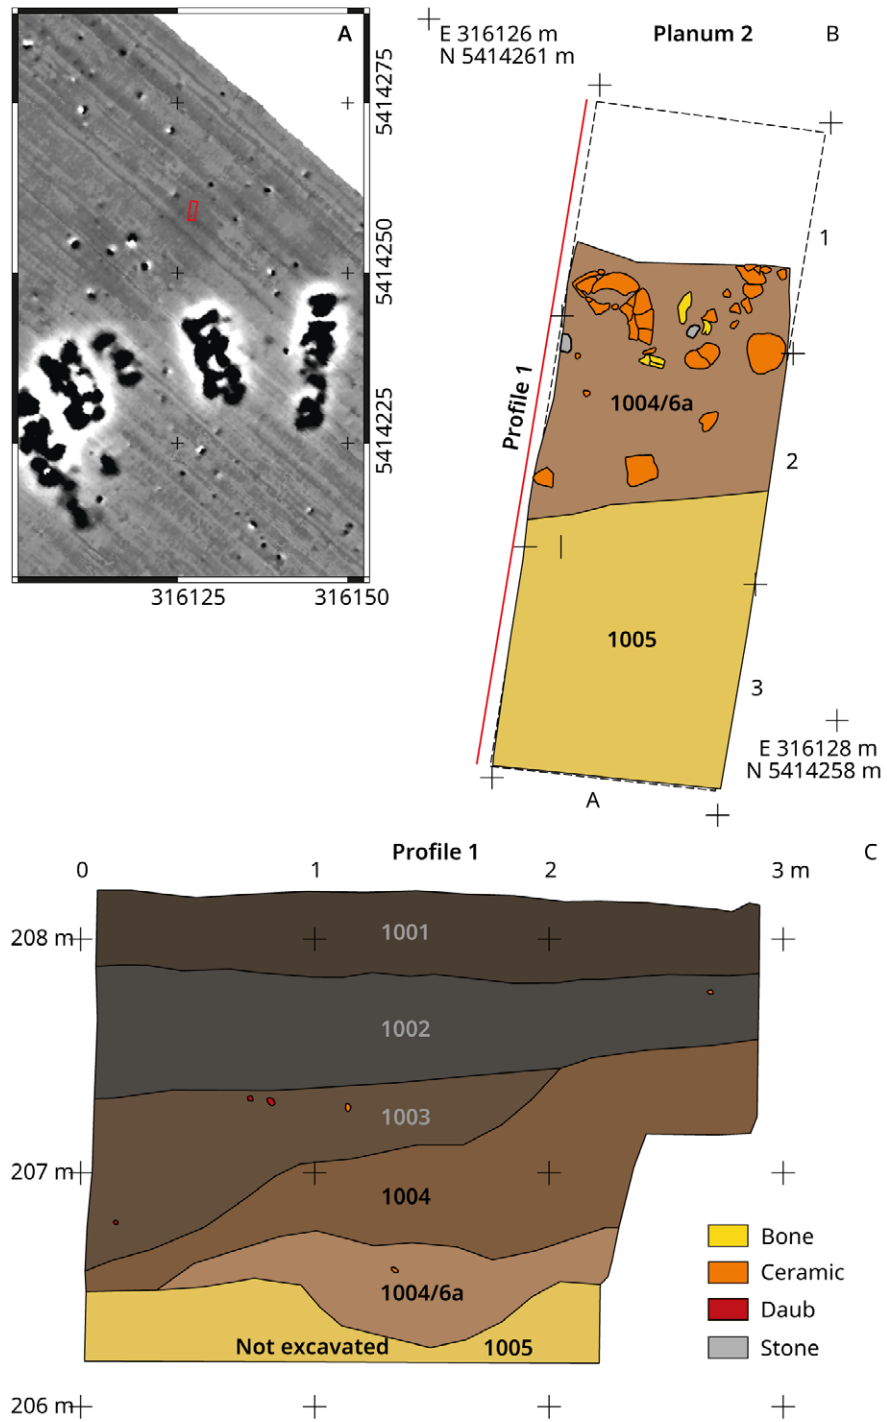 A
5414275
5414250
5414225
316125
316150
E 316126 m
N 5414261 m
Planum 2
B
1
Profile 1
1004/6a
2
1005
3
E 316128 m
N 5414258 m
A
Profile 1
C
0
1
2
3 m
208 m
1001
1002
1003
207 m
1004
1004/6a
Not excavated
1005
206 m
Bone
Ceramic
Daub
Stone